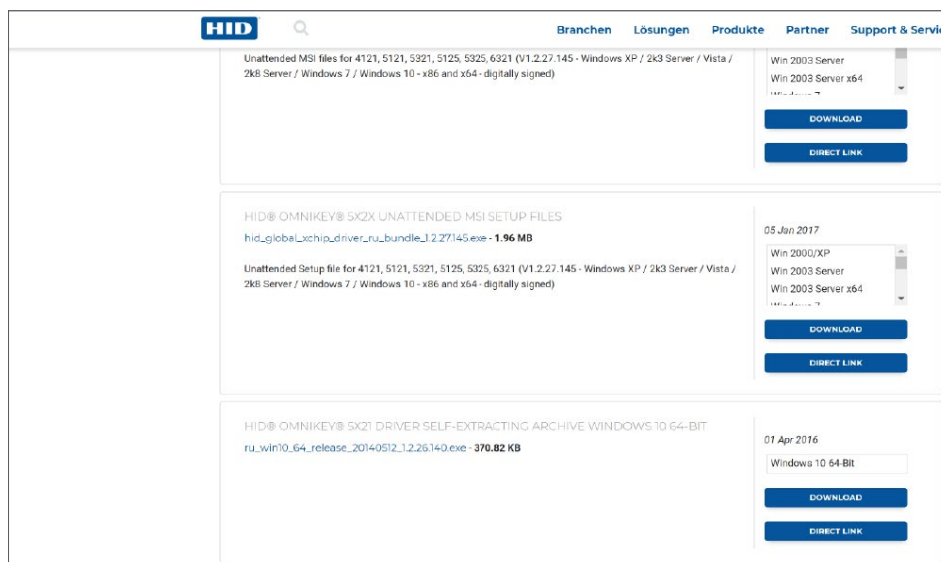 HID
Branchen Lösungen Produkte Partner Support & Servic
Unattended MSI files for 4121, 5121, 5321, 5125, 5325, 6321 (V1.2.27.145 - Windows XP / 2k3 Server / Vista /
2k8 Server / Windows 7 / Windows 10 - x86 and x64 - digitally signed)
Win 2003 Server
Win 2003 Server x64
Windows 7
DOWNLOAD
DIRECT LINK
HID® OMNIKEY® 5X2X UNATTENDED MSI SETUP FILES
hid_global_xchip_driver_ru_bundle_1.2.27.145.exe - 1.96 MB
Unattended Setup file for 4121, 5121, 5321, 5125, 5325, 6321 (V1.2.27.145 - Windows XP / 2k3 Server / Vista /
2k8 Server / Windows 7 / Windows 10 - x86 and x64 - digitally signed)
05 Jan 2017
Win 2000/XP
Win 2003 Server
Win 2003 Server x64
Windows 7
DOWNLOAD
DIRECT LINK
HID® OMNIKEY® 5X21 DRIVER SELF-EXTRACTING ARCHIVE WINDOWS 10 64-BIT
ru_win10_64_release_20140512_1.2.26.140.exe - 370.82 KB
01 Apr 2016
Windows 10 64-Bit
DOWNLOAD
DIRECT LINK